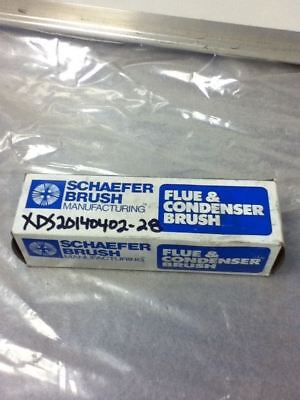 SCHAEFER
BRUSH
MANUFACTURING
FLUE &
CONDENSER
BRUSH
XDS20140402-28
SCHAEFER
BRUSH
MANUFACTURING
FLUE &
CONDENSER
BRUSH